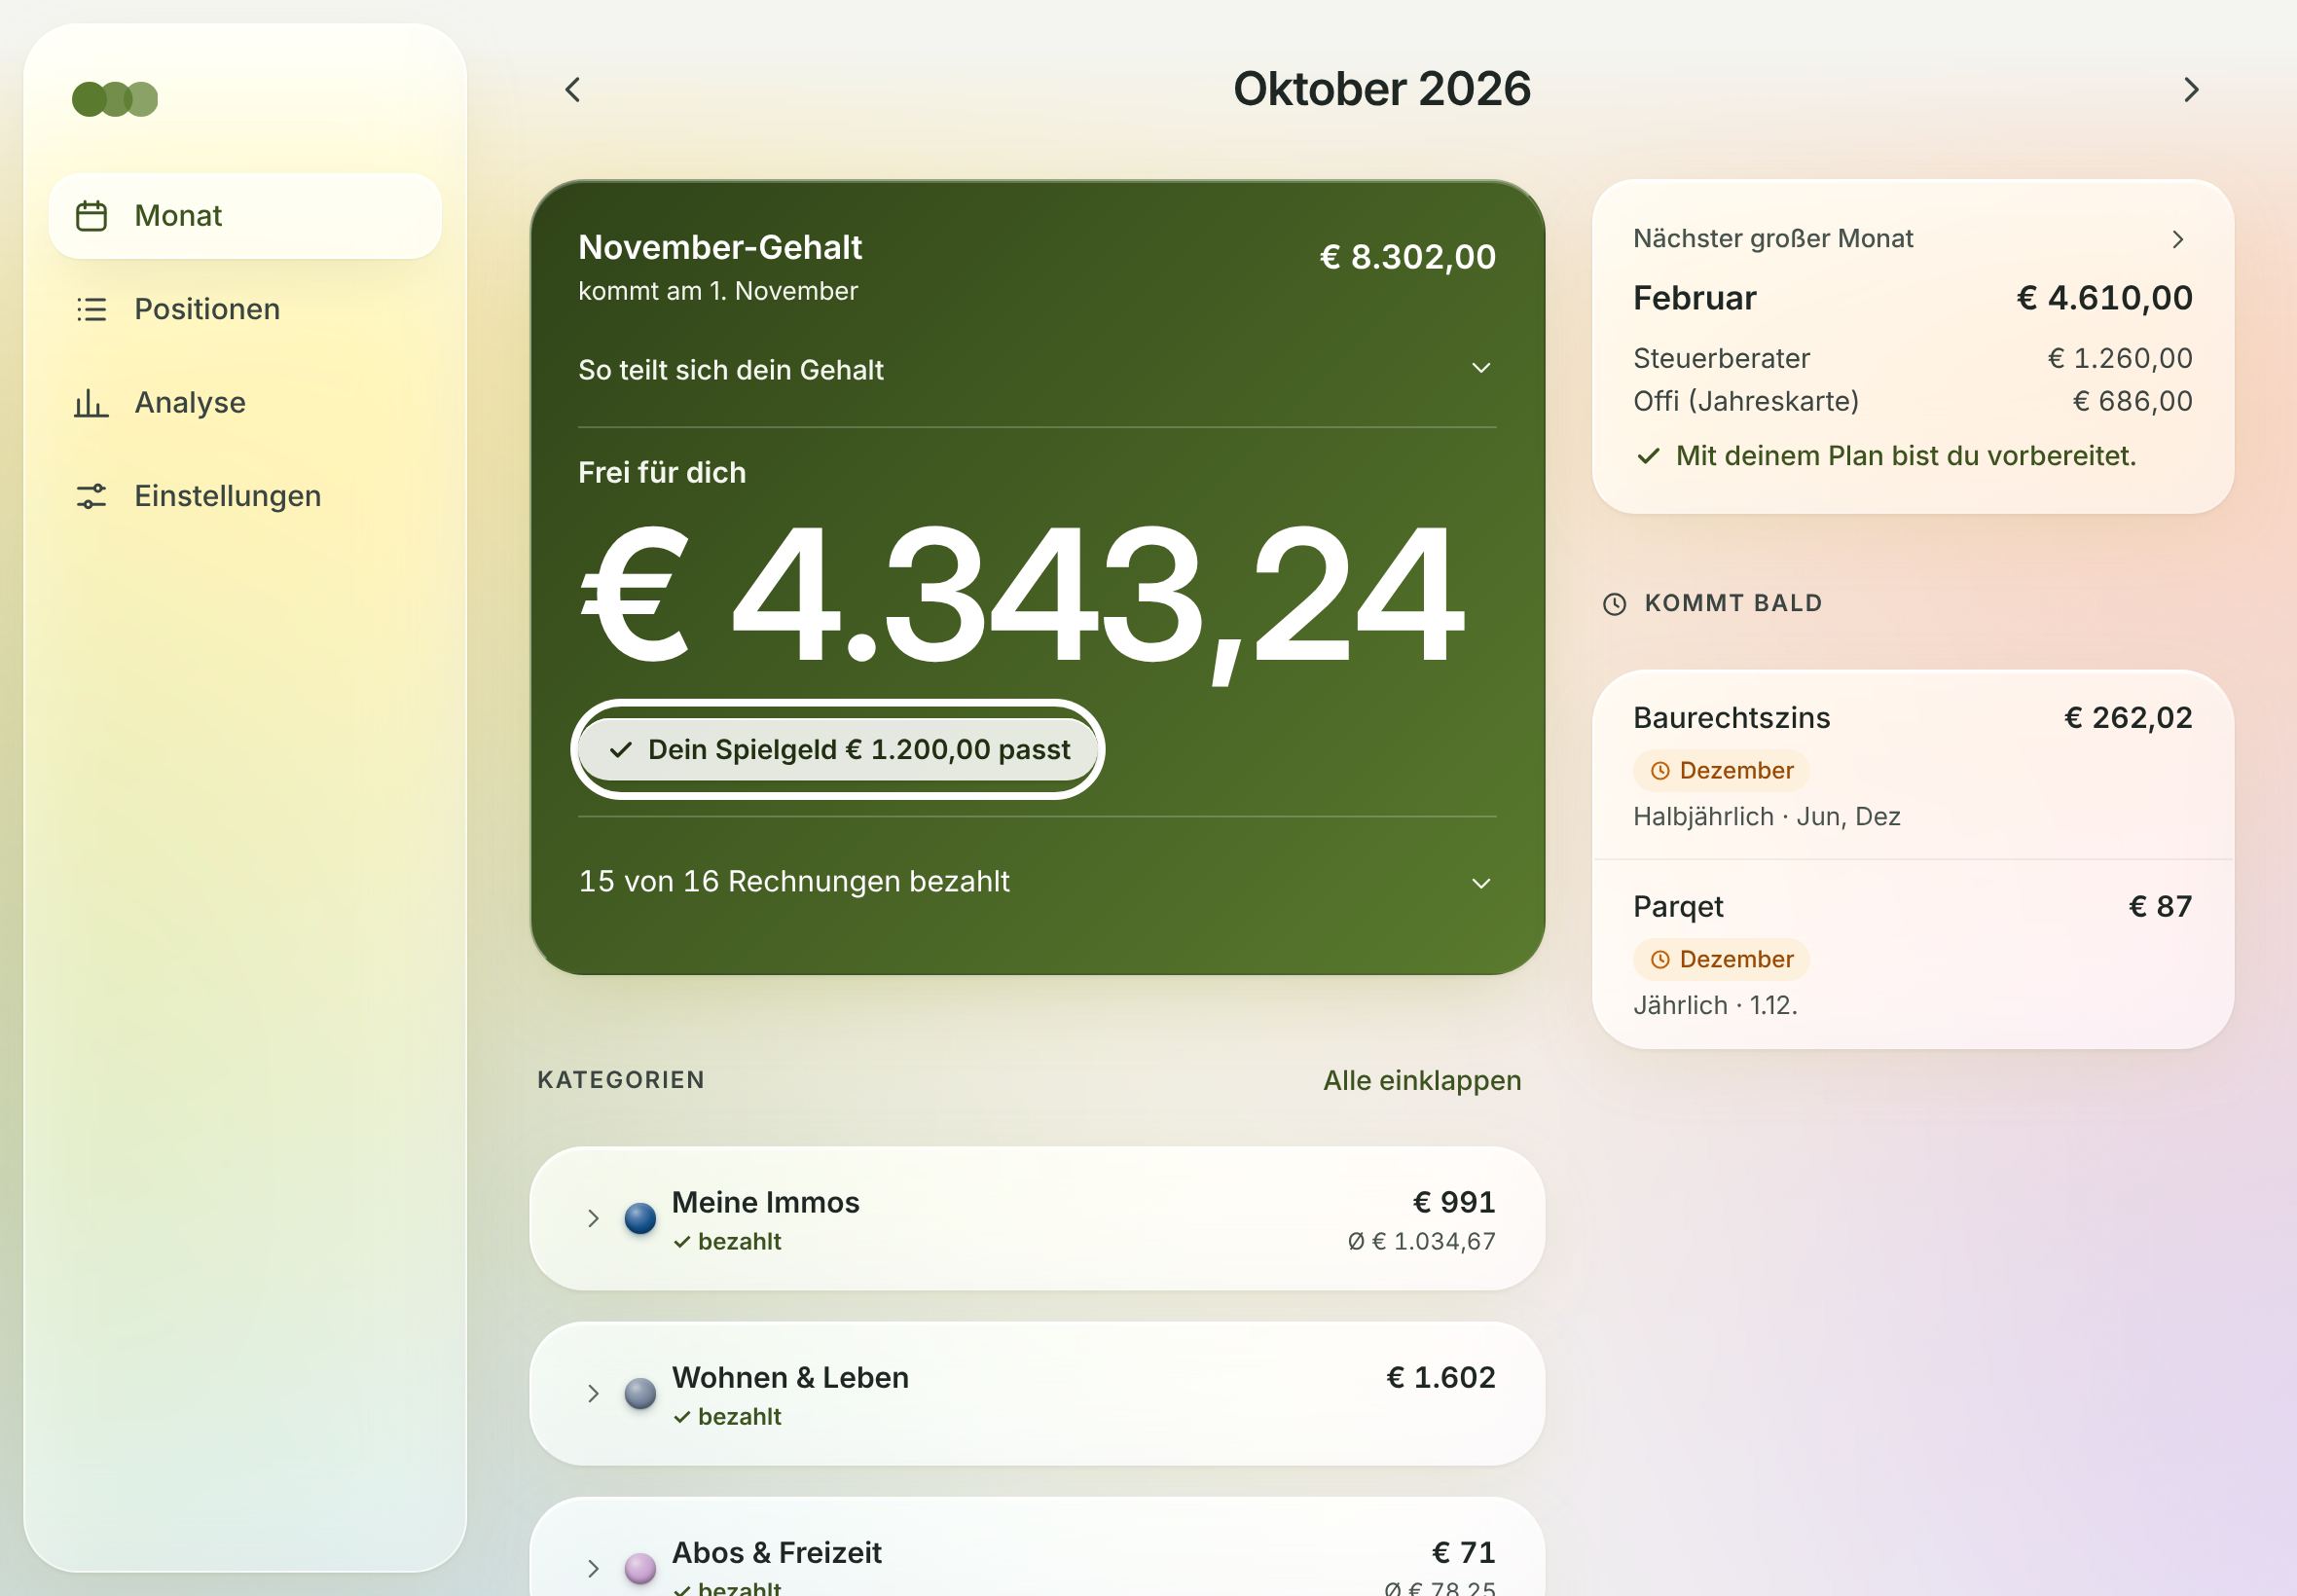 Oktober 2026
Monat
Positionen
Analyse
Einstellungen
November-Gehalt
€ 8.302,00
kommt am 1. November
So teilt sich dein Gehalt
Frei für dich
€ 4.343,24
Dein Spielgeld € 1.200,00 passt
15 von 16 Rechnungen bezahlt
KATEGORIEN
Alle einklappen
Meine Immos
€ 991
bezahlt
Ø € 1.034,67
Wohnen & Leben
€ 1.602
bezahlt
Abos & Freizeit
€ 71
bezahlt
Ø € 78,25
Nächster großer Monat
Februar
€ 4.610,00
Steuerberater
€ 1.260,00
Offi (Jahreskarte)
€ 686,00
Mit deinem Plan bist du vorbereitet.
KOMMT BALD
Baurechtszins
€ 262,02
Dezember
Halbjährlich · Jun, Dez
Parqet
€ 87
Dezember
Jährlich · 1.12.